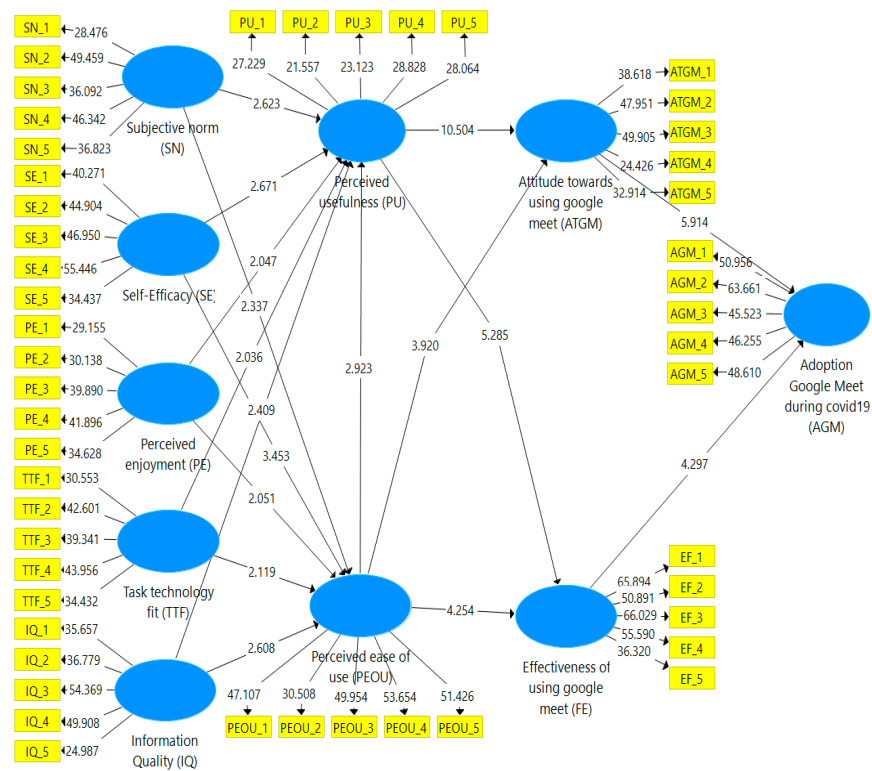 PU_1 PU_2 PU_3 PU_4 PU_5
27.229 21.557 23.123 28.828 28.064
SN_1 28.476
SN_2 49.459
SN_3 36.092
SN_4 46.342
SN_5 36.823
Subjective norm
(SN)
2.623
SE_1 40.271
SE_2 44.904
SE_3 46.950
SE_4 55.446
SE_5 34.437
Self-Efficacy (SE)
2.671
PE_1 29.155
PE_2 30.138
PE_3 39.890
PE_4 41.896
PE_5 34.628
Perceived
enjoyment (PE)
TTF_1 30.553
TTF_2 42.601
TTF_3 39.341
TTF_4 43.956
TTF_5 34.432
Task technology
fit (TTF)
IQ_1 35.657
IQ_2 36.779
IQ_3 54.369
IQ_4 49.908
IQ_5 24.987
Information
Quality (IQ)
2.047
2.337
2.036
2.409
3.453
2.051
2.119
2.608
Perceived
usefulness (PU)
10.504
2.923
3.920
5.285
Perceived ease of
use (PEOU)
4.254
47.107 30.508 49.954 53.654 51.426
PEOU_1 PEOU_2 PEOU_3 PEOU_4 PEOU_5
38.618 ATGM_1
47.951 ATGM_2
49.905 ATGM_3
24.426 ATGM_4
32.914 ATGM_5
Attitude towards
using google
meet (ATGM)
5.914
AGM_1 50.956
AGM_2 63.661
AGM_3 45.523
AGM_4 46.255
AGM_5 48.610
Adoption
Google Meet
during covid19
(AGM)
4.297
65.894 EF_1
50.891 EF_2
66.029 EF_3
55.590 EF_4
36.320 EF_5
Effectiveness of
using google
meet (FE)